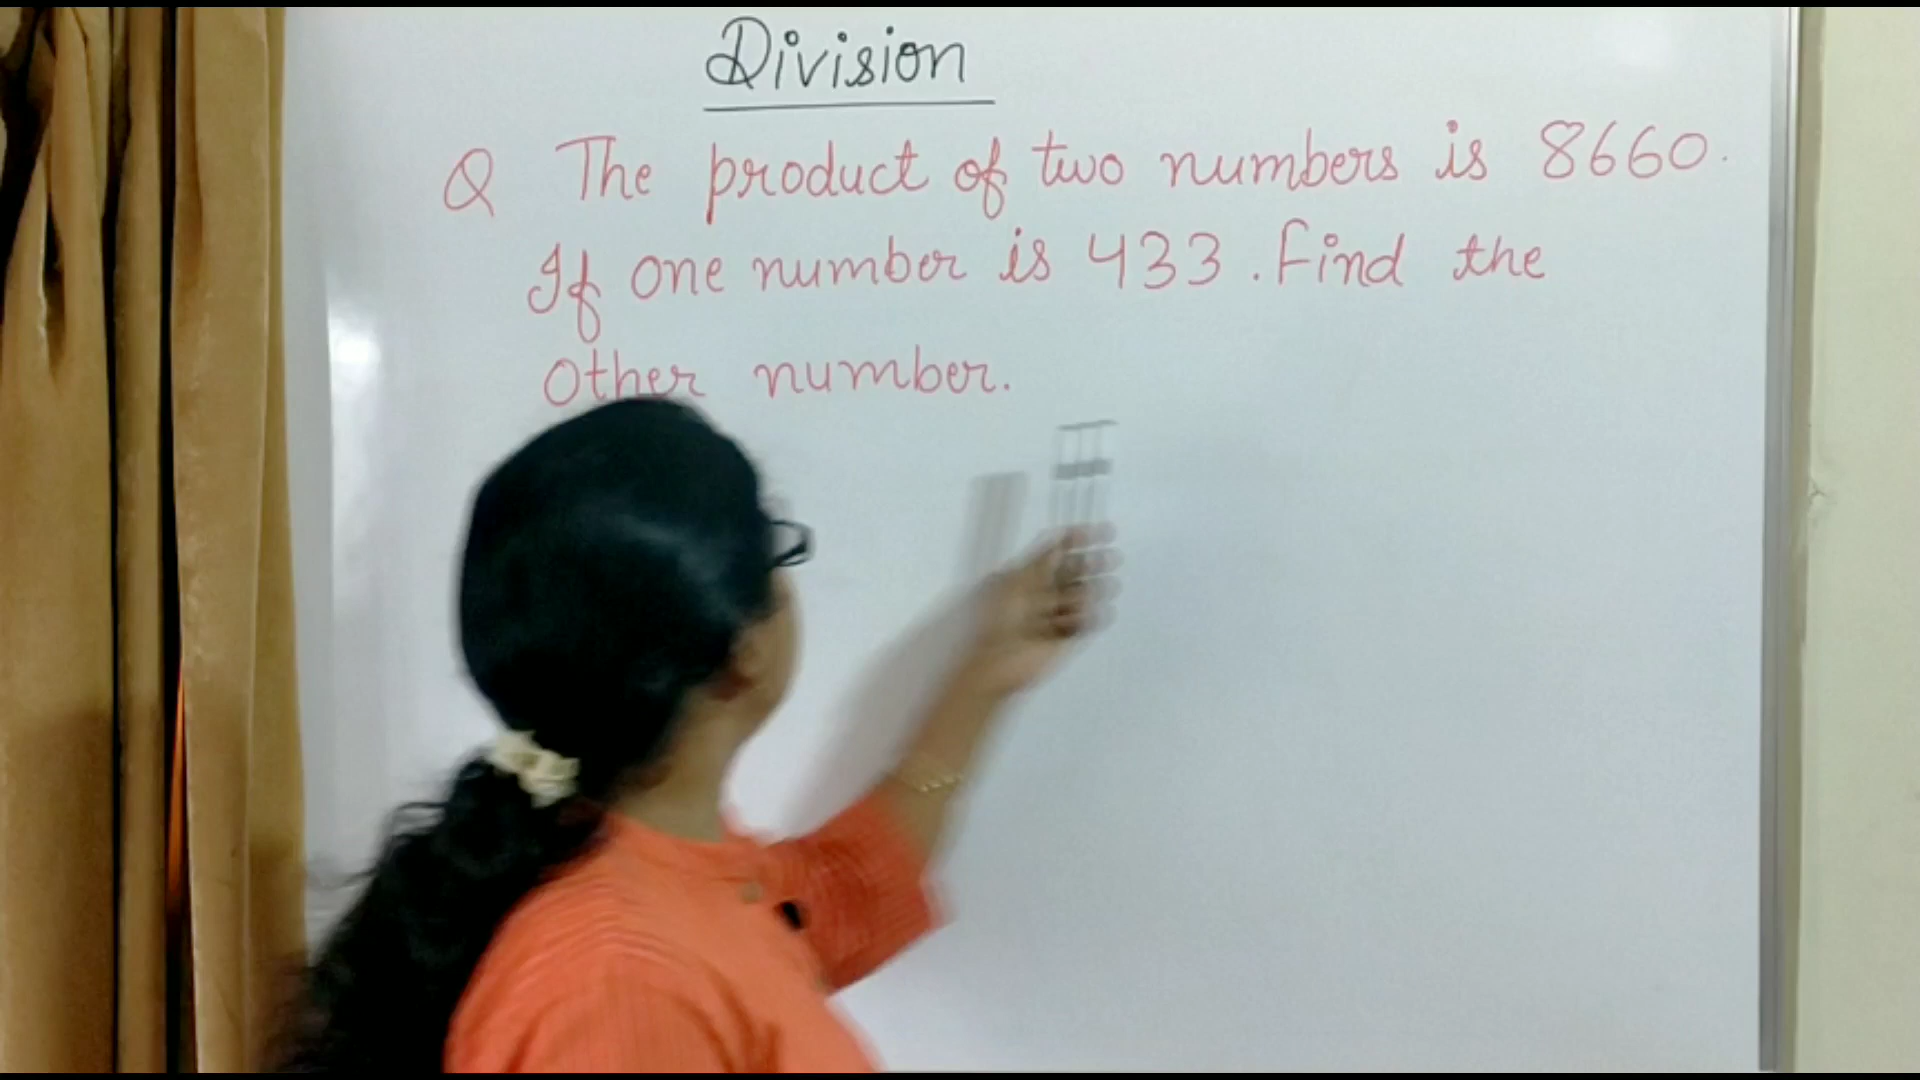 Division
Q The product of two numbers is 8660.
If one number is 433. Find the
other number.